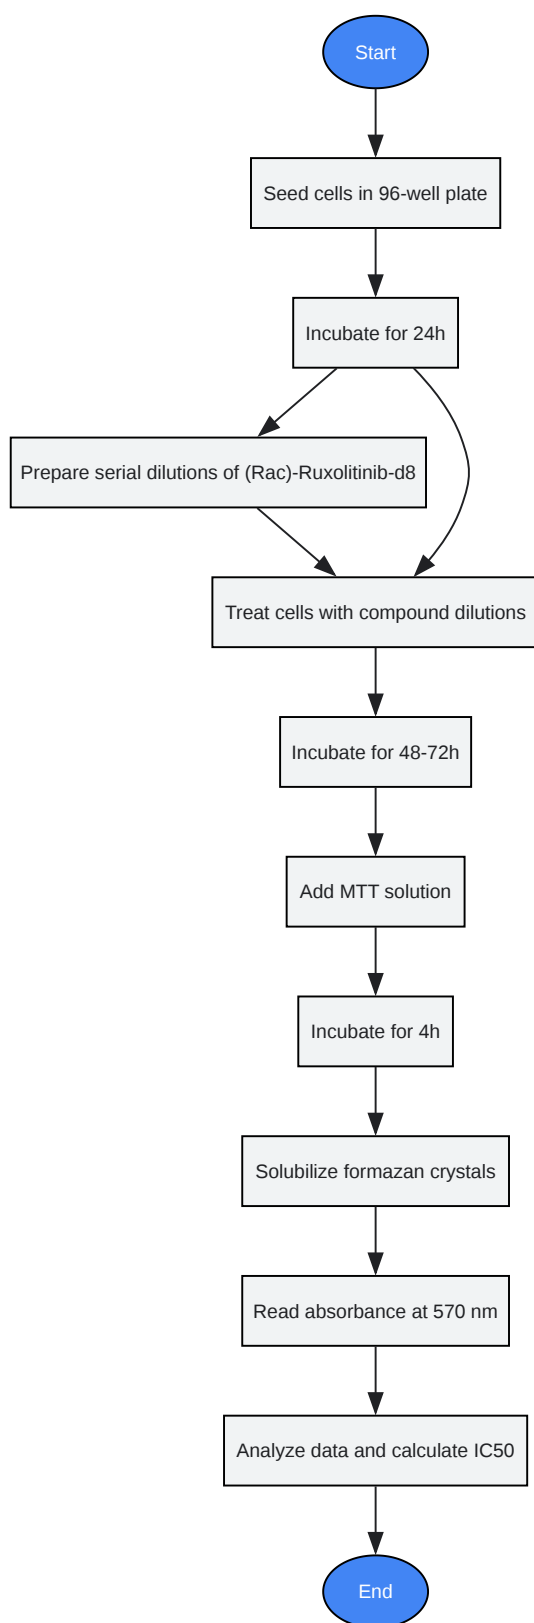 Start
Seed cells in 96-well plate
Incubate for 24h
Prepare serial dilutions of (Rac)-Ruxolitinib-d8
Treat cells with compound dilutions
Incubate for 48-72h
Add MTT solution
Incubate for 4h
Solubilize formazan crystals
Read absorbance at 570 nm
Analyze data and calculate IC50
End